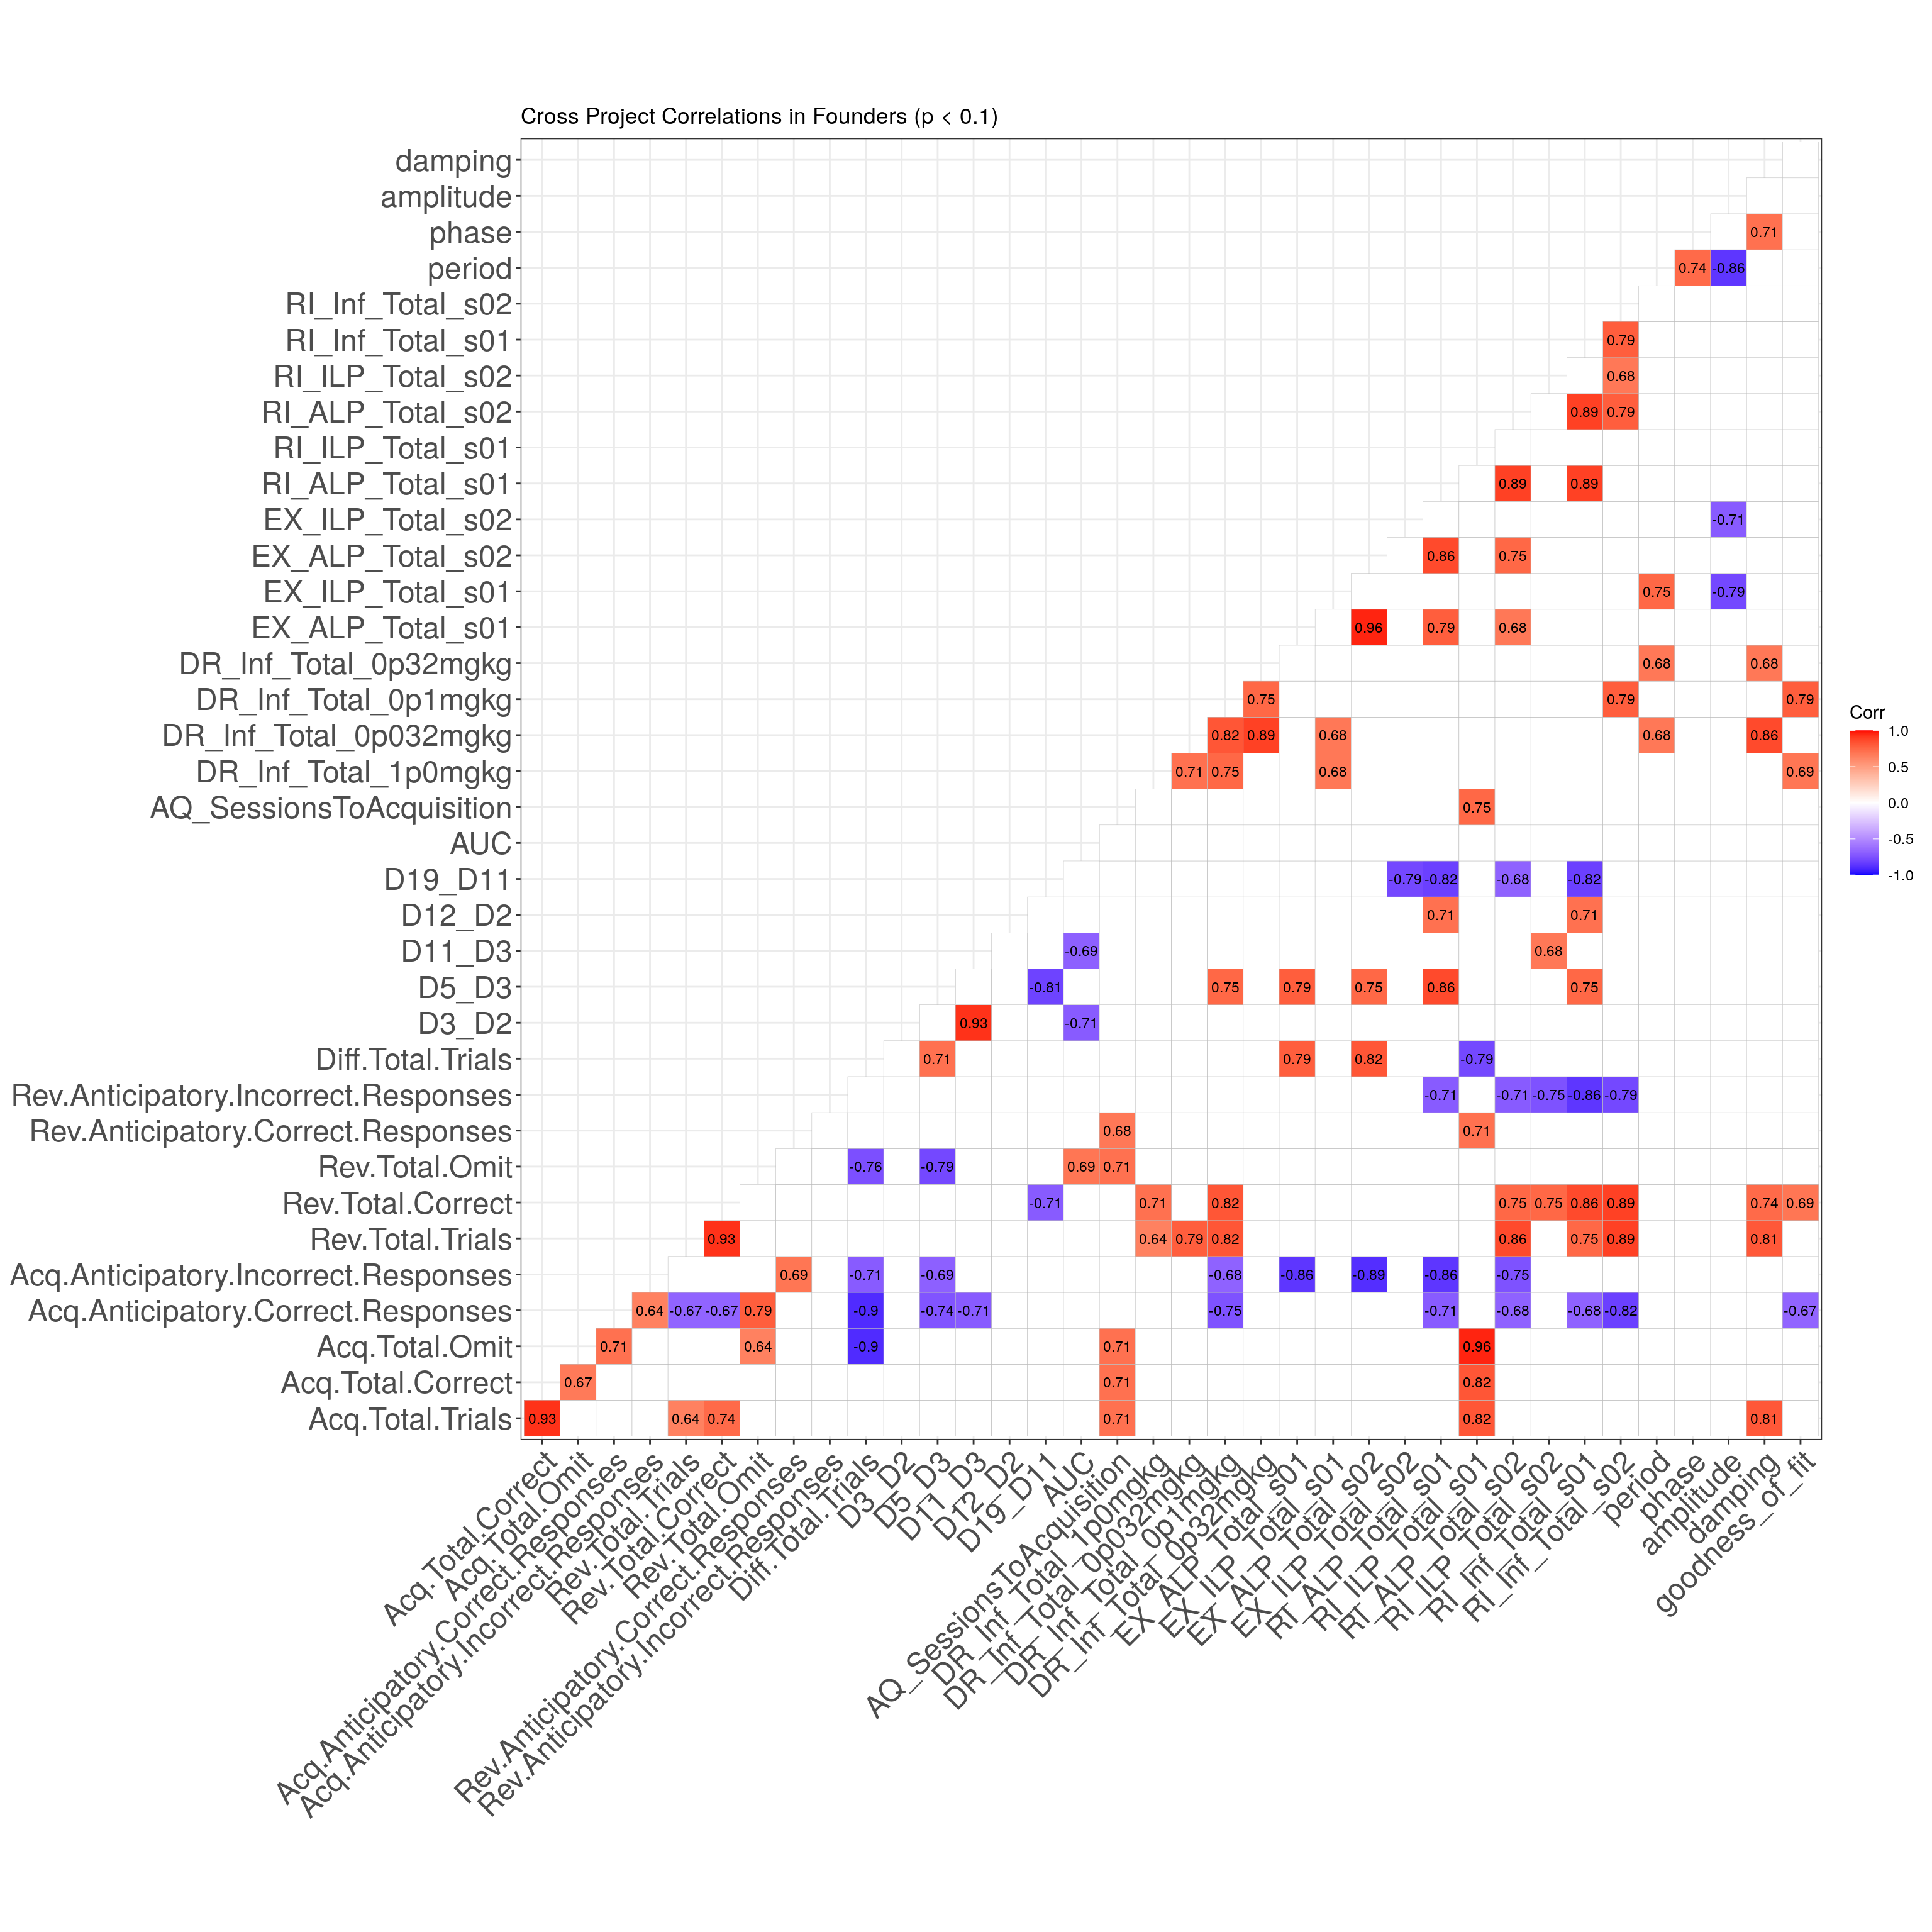 Cross Project Correlations in Founders (p < 0.1)
damping
amplitude
phase 0.71
period 0.74 -0.86
RI_Inf_Total_s02
RI_Inf_Total_s01 0.79
RI_ILP_Total_s02 0.68
RI_ALP_Total_s02 0.89 0.79
RI_ILP_Total_s01
RI_ALP_Total_s01 0.89 0.89
EX_ILP_Total_s02 -0.71
EX_ALP_Total_s02 0.86 0.75
EX_ILP_Total_s01 0.75 -0.79
EX_ALP_Total_s01 0.96 0.79 0.68
DR_Inf_Total_0p32mgkg 0.68 0.68
DR_Inf_Total_0p1mgkg 0.75 0.79 0.79
DR_Inf_Total_0p032mgkg 0.82 0.89 0.68 0.68 0.86
DR_Inf_Total_1p0mgkg 0.71 0.75 0.68 0.69
AQ_SessionsToAcquisition 0.75
AUC
D19_D11 -0.79 -0.82 -0.68 -0.82
D12_D2 0.71 0.71
D11_D3 -0.69 0.68
D5_D3 -0.81 0.75 0.79 0.75 0.86 0.75
D3_D2 0.93 -0.71
Diff.Total.Trials 0.71 0.79 0.82 -0.79
Rev.Anticipatory.Incorrect.Responses -0.71 -0.71 -0.75 -0.86 -0.79
Rev.Anticipatory.Correct.Responses 0.68 0.71
Rev.Total.Omit -0.76 -0.79 0.69 0.71
Rev.Total.Correct -0.71 0.71 0.82 0.75 0.75 0.86 0.89 0.74 0.69
Rev.Total.Trials 0.93 0.64 0.79 0.82 0.86 0.75 0.89 0.81
Acq.Anticipatory.Incorrect.Responses 0.69 -0.71 -0.69 -0.68 -0.86 -0.89 -0.86 -0.75
Acq.Anticipatory.Correct.Responses 0.64 -0.67 -0.67 0.79 -0.9 -0.74 -0.71 -0.75 -0.71 -0.68 -0.68 -0.82 -0.67
Acq.Total.Omit 0.71 0.64 -0.9 0.71 0.96
Acq.Total.Correct 0.67 0.71 0.82
Acq.Total.Trials 0.93 0.64 0.74 0.71 0.82 0.81
Acq.Total.Correct
Acq.Total.Omit
Acq.Anticipatory.Correct.Responses
Acq.Anticipatory.Incorrect.Responses
Rev.Total.Trials
Rev.Total.Correct
Rev.Total.Omit
Rev.Anticipatory.Correct.Responses
Rev.Anticipatory.Incorrect.Responses
Diff.Total.Trials
D3_D2
D5_D3
D11_D3
D12_D2
D19_D11
AUC
AQ_SessionsToAcquisition
DR_Inf_Total_1p0mgkg
DR_Inf_Total_0p032mgkg
DR_Inf_Total_0p1mgkg
DR_Inf_Total_0p32mgkg
EX_ALP_Total_s01
EX_ILP_Total_s01
EX_ALP_Total_s02
EX_ILP_Total_s02
RI_ALP_Total_s01
RI_ILP_Total_s01
RI_ALP_Total_s02
RI_ILP_Total_s02
RI_Inf_Total_s01
RI_Inf_Total_s02
period
phase
amplitude
damping
goodness_of_fit
Corr
1.0
0.5
0.0
-0.5
-1.0